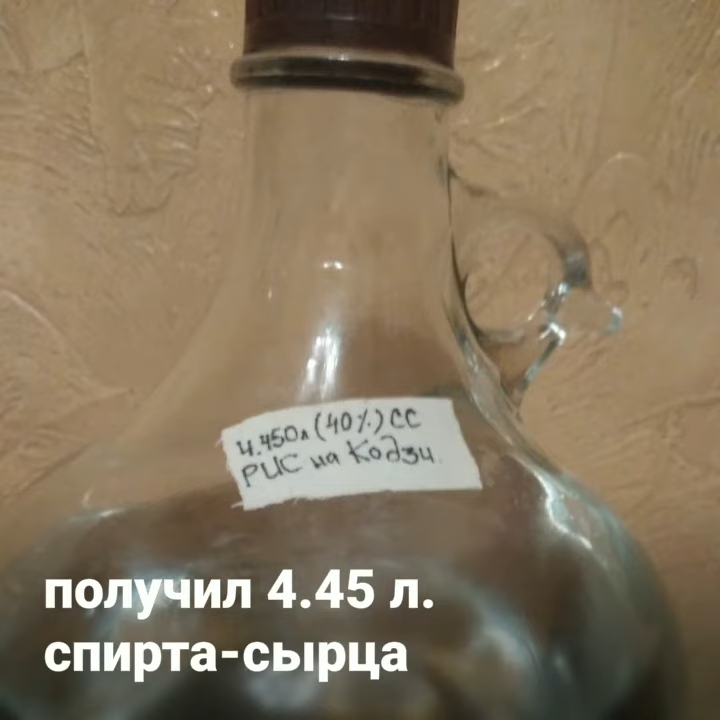 4.450л (40%) СС
РИС на Кодзи
получил 4.45 л.
спирта-сырца